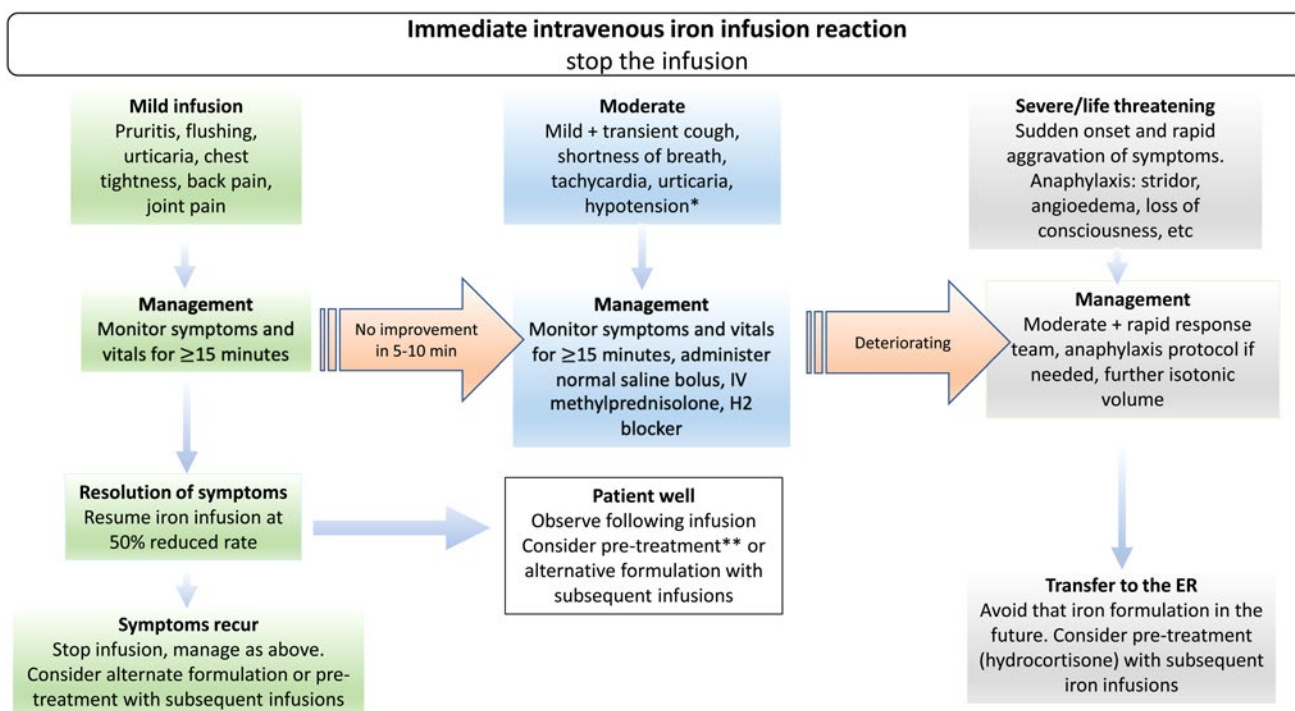 Immediate intravenous iron infusion reaction
stop the infusion
Mild infusion
Pruritis, flushing,
urticaria, chest
tightness, back pain,
joint pain
Moderate
Mild + transient cough,
shortness of breath,
tachycardia, urticaria,
hypotension*
Severe/life threatening
Sudden onset and rapid
aggravation of symptoms.
Anaphylaxis: stridor,
angioedema, loss of
consciousness, etc
Management
Monitor symptoms and
vitals for ≥15 minutes
No improvement
in 5-10 min
Management
Monitor symptoms and vitals
for ≥15 minutes, administer
normal saline bolus, IV
methylprednisolone, H2
blocker
Deteriorating
Management
Moderate + rapid response
team, anaphylaxis protocol if
needed, further isotonic
volume
Resolution of symptoms
Resume iron infusion at
50% reduced rate
Patient well
Observe following infusion
Consider pre-treatment** or
alternative formulation with
subsequent infusions
Symptoms recur
Stop infusion, manage as above.
Consider alternate formulation or pre-
treatment with subsequent infusions
Transfer to the ER
Avoid that iron formulation in the
future. Consider pre-treatment
(hydrocortisone) with subsequent
iron infusions